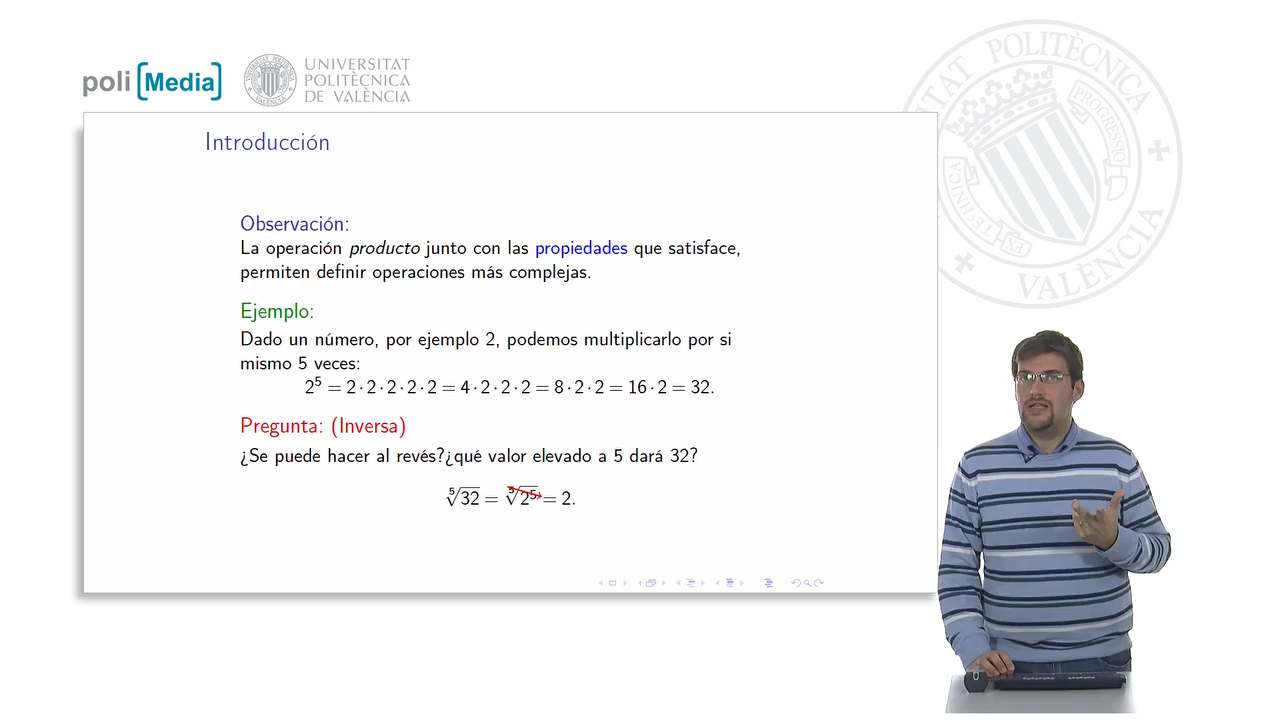 poli [Media]
UNIVERSITAT
POLITÈCNICA
DE VALÈNCIA
Introducción
Observación:
La operación producto junto con las propiedades que satisface,
permiten definir operaciones más complejas.
Ejemplo:
Dado un número, por ejemplo 2, podemos multiplicarlo por si
mismo 5 veces:
2⁵ = 2 · 2 · 2 · 2 · 2 = 4 · 2 · 2 · 2 = 8 · 2 · 2 = 16 · 2 = 32.
Pregunta: (Inversa)
¿Se puede hacer al revés?¿qué valor elevado a 5 dará 32?
⁵√32 = ⁵√2⁵ = 2.
POLITÈCNICA
VALÈNCIA
PROGRESSIO